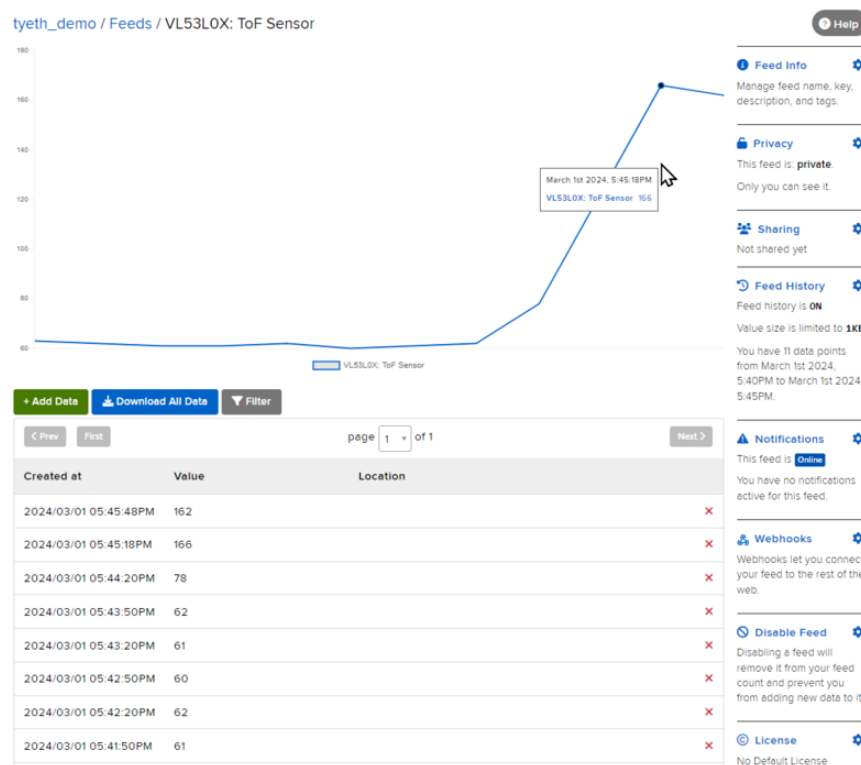 tyeth_demo / Feeds / VL53L0X: ToF Sensor
Help
180
160
140
120
100
80
60
March 1st 2024, 5:45:18PM
VL53L0X: ToF Sensor 166
VL53L0X: ToF Sensor
+ Add Data
Download All Data
Filter
Prev
First
page 1 of 1
Next
Created at Value Location
2024/03/01 05:45:48PM 162
2024/03/01 05:45:18PM 166
2024/03/01 05:44:20PM 78
2024/03/01 05:43:50PM 62
2024/03/01 05:43:20PM 61
2024/03/01 05:42:50PM 60
2024/03/01 05:42:20PM 62
2024/03/01 05:41:50PM 61
Feed Info
Manage feed name, key,
description, and tags.
Privacy
This feed is: private.
Only you can see it.
Sharing
Not shared yet
Feed History
Feed history is ON
Value size is limited to 1KB
You have 11 data points
from March 1st 2024,
5:40PM to March 1st 2024
5:45PM.
Notifications
This feed is Online.
You have no notifications
active for this feed.
Webhooks
Webhooks let you connec
your feed to the rest of the
web.
Disable Feed
Disabling a feed will
remove it from your feed
count and prevent you
from adding new data to it
License
No Default License